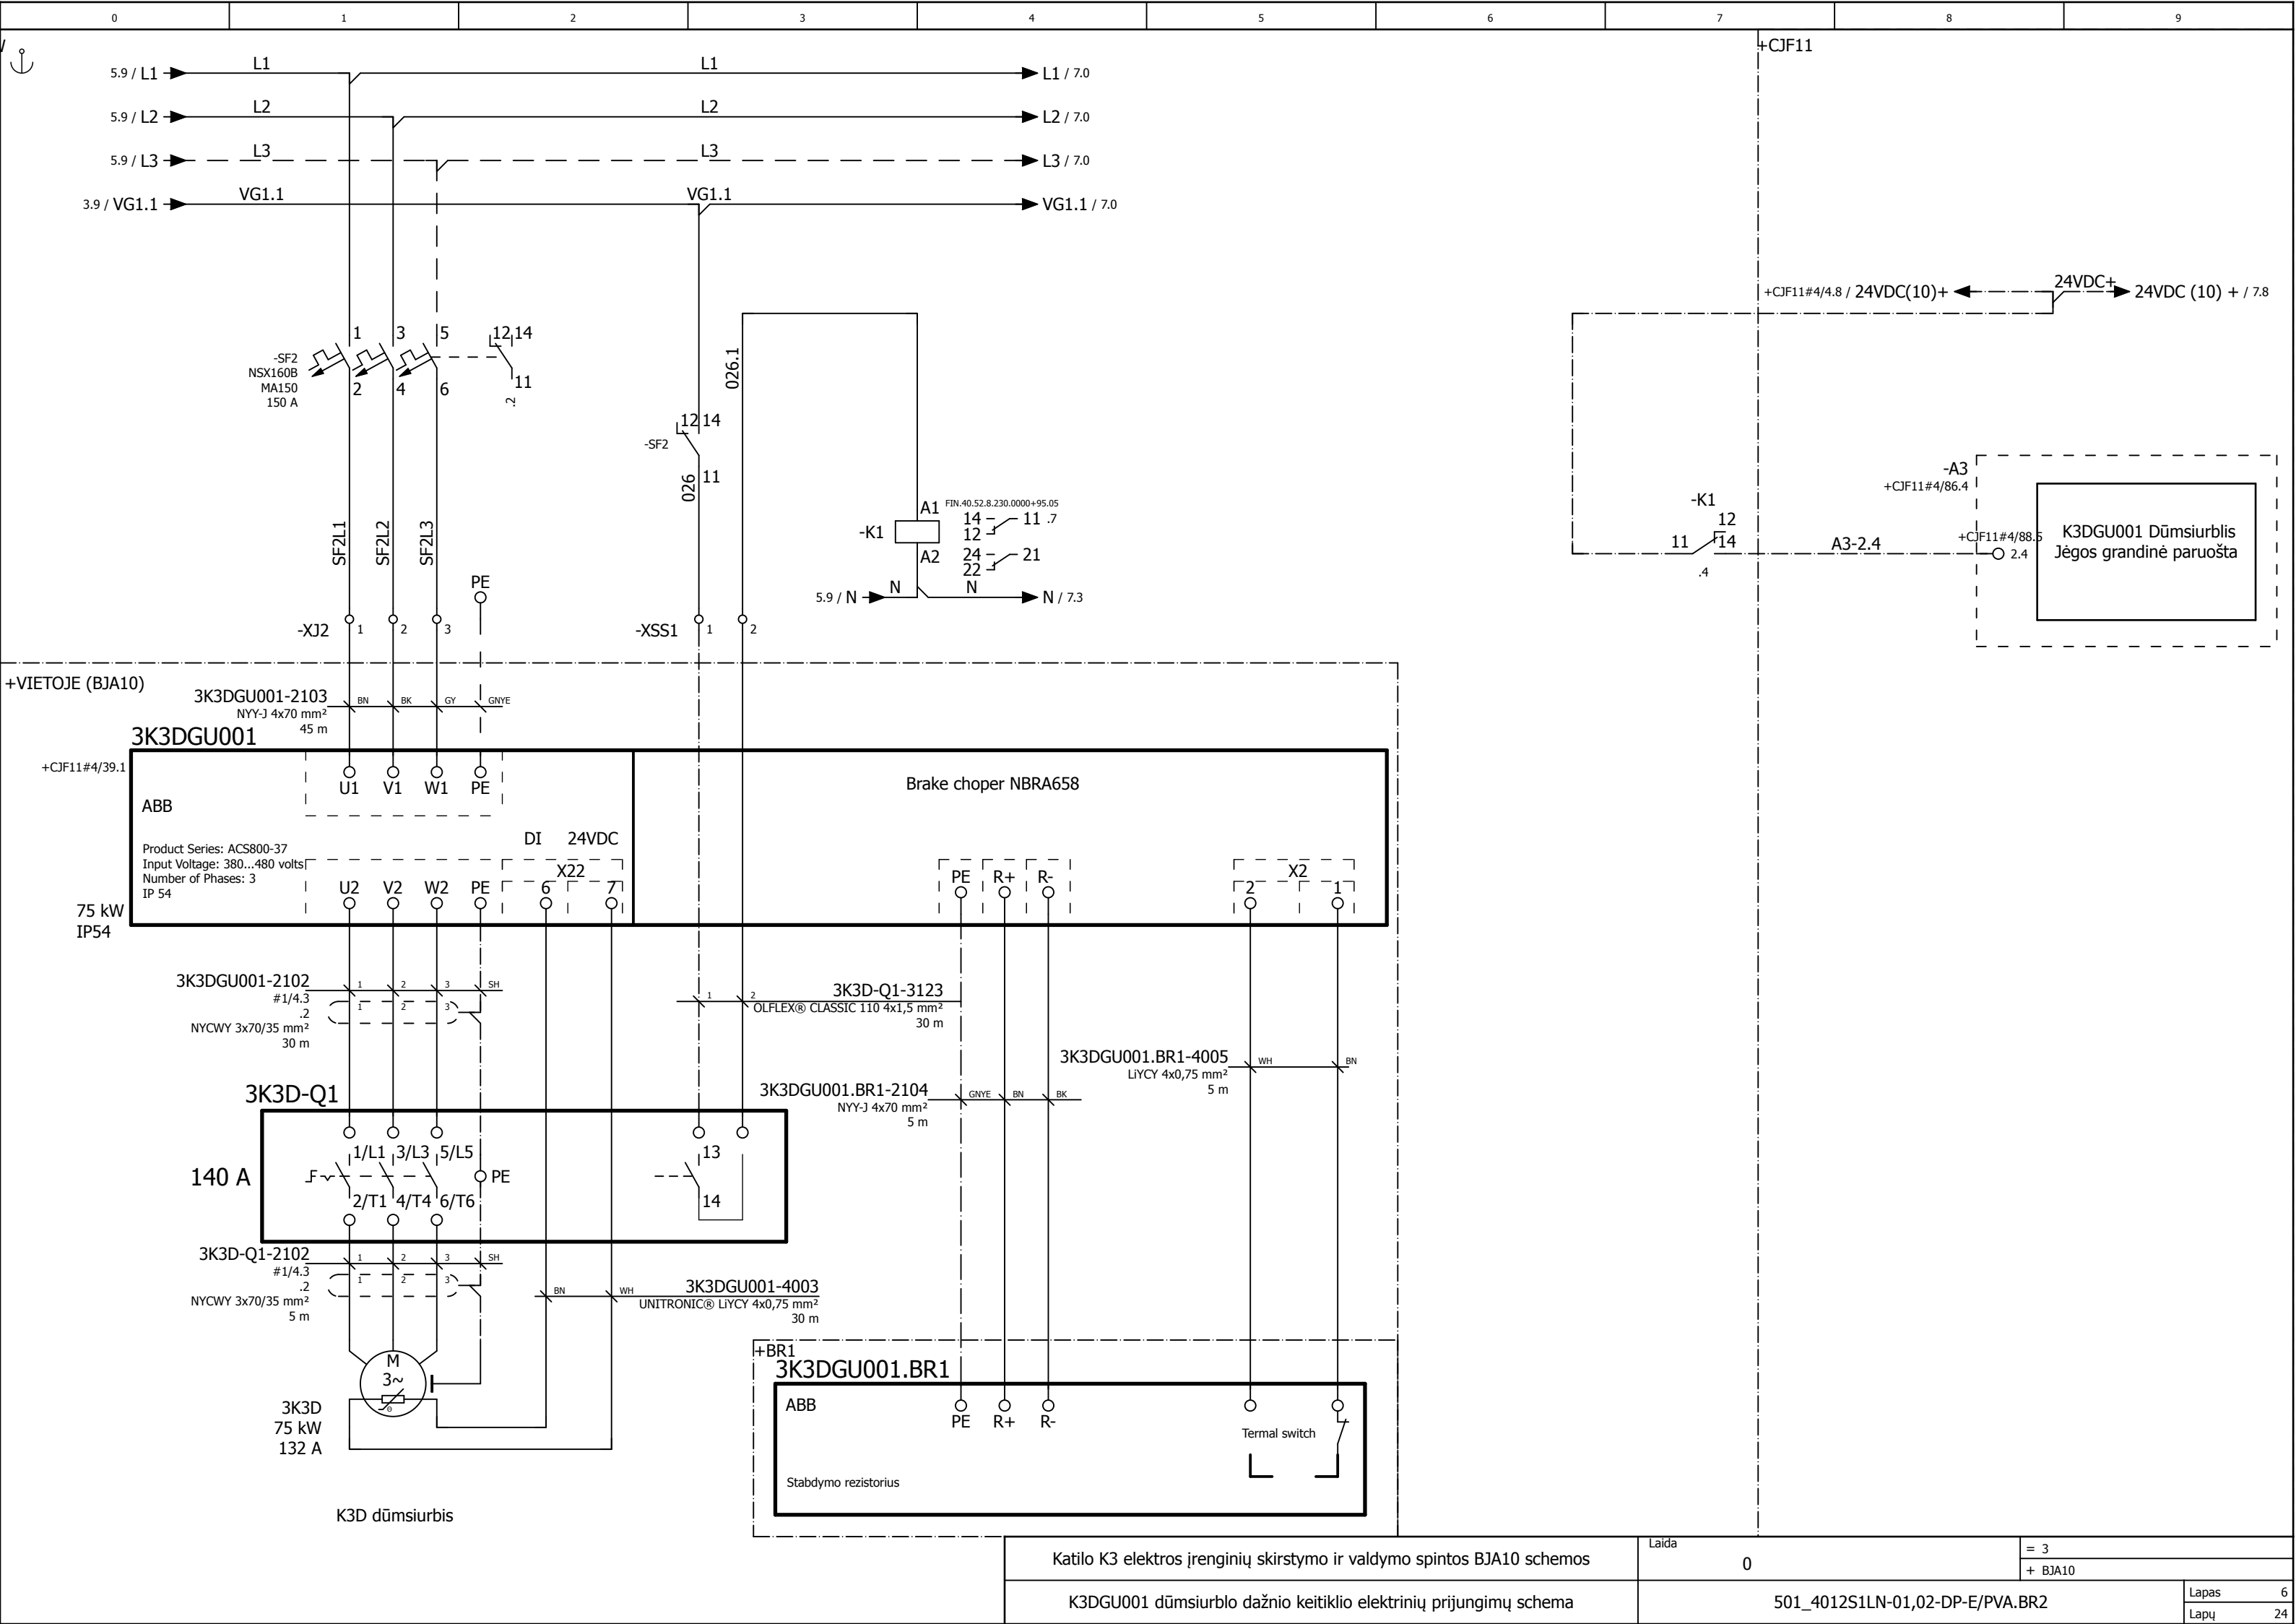 0 1 2 3 4 5 6 7 8 9
+CJF11
5.9 / L1 L1 L1 L1 / 7.0
5.9 / L2 L2 L2 L2 / 7.0
5.9 / L3 L3 L3 L3 / 7.0
3.9 / VG1.1 VG1.1 VG1.1 VG1.1 / 7.0
+CJF11#4/4.8 / 24VDC(10)+ 24VDC+ 24VDC (10) + / 7.8
1 3 5 12 14
-SF2
NSX160B
MA150
150 A
2 4 6 11
.2
026.1
12 14
-SF2
11
026
SF2L1 SF2L2 SF2L3
PE
-K1
A1
A2
FIN.40.52.8.230.0000+95.05
14 11 .7
12
24 21
22
5.9 / N N N N / 7.3
-K1
12
11 14
.4
A3-2.4
-A3
+CJF11#4/86.4
+CJF11#4/88.5
2.4
K3DGU001 Dūmsiurblis
Jėgos grandinė paruošta
-XJ2 1 2 3
-XSS1 1 2
+VIETOJE (BJA10)
3K3DGU001-2103 BN BK GY GNYE
NYY-J 4x70 mm²
45 m
3K3DGU001
+CJF11#4/39.1
U1 V1 W1 PE
ABB
Brake choper NBRA658
Product Series: ACS800-37
Input Voltage: 380...480 volts
Number of Phases: 3
IP 54
DI 24VDC
X22
U2 V2 W2 PE 6 7
PE R+ R-
X2
2 1
75 kW
IP54
3K3DGU001-2102 1 2 3 SH
#1/4.3 1 2 3
.2
NYCWY 3x70/35 mm²
30 m
1 2 3K3D-Q1-3123
OLFLEX® CLASSIC 110 4x1,5 mm²
30 m
3K3DGU001.BR1-4005 WH BN
LiYCY 4x0,75 mm²
5 m
3K3DGU001.BR1-2104 GNYE BN BK
NYY-J 4x70 mm²
5 m
3K3D-Q1
140 A
1/L1 3/L3 5/L5
PE
2/T1 4/T4 6/T6
13
14
3K3D-Q1-2102 1 2 3 SH
#1/4.3 1 2 3
.2
NYCWY 3x70/35 mm²
5 m
BN WH 3K3DGU001-4003
UNITRONIC® LiYCY 4x0,75 mm²
30 m
M
3~
3K3D
75 kW
132 A
K3D dūmsiurbis
+BR1
3K3DGU001.BR1
ABB
PE R+ R-
Termal switch
Stabdymo rezistorius
Katilo K3 elektros įrenginių skirstymo ir valdymo spintos BJA10 schemos
Laida
0
= 3
+ BJA10
K3DGU001 dūmsiurblo dažnio keitiklio elektrinių prijungimų schema
501_4012S1LN-01,02-DP-E/PVA.BR2
Lapas 6
Lapų 24